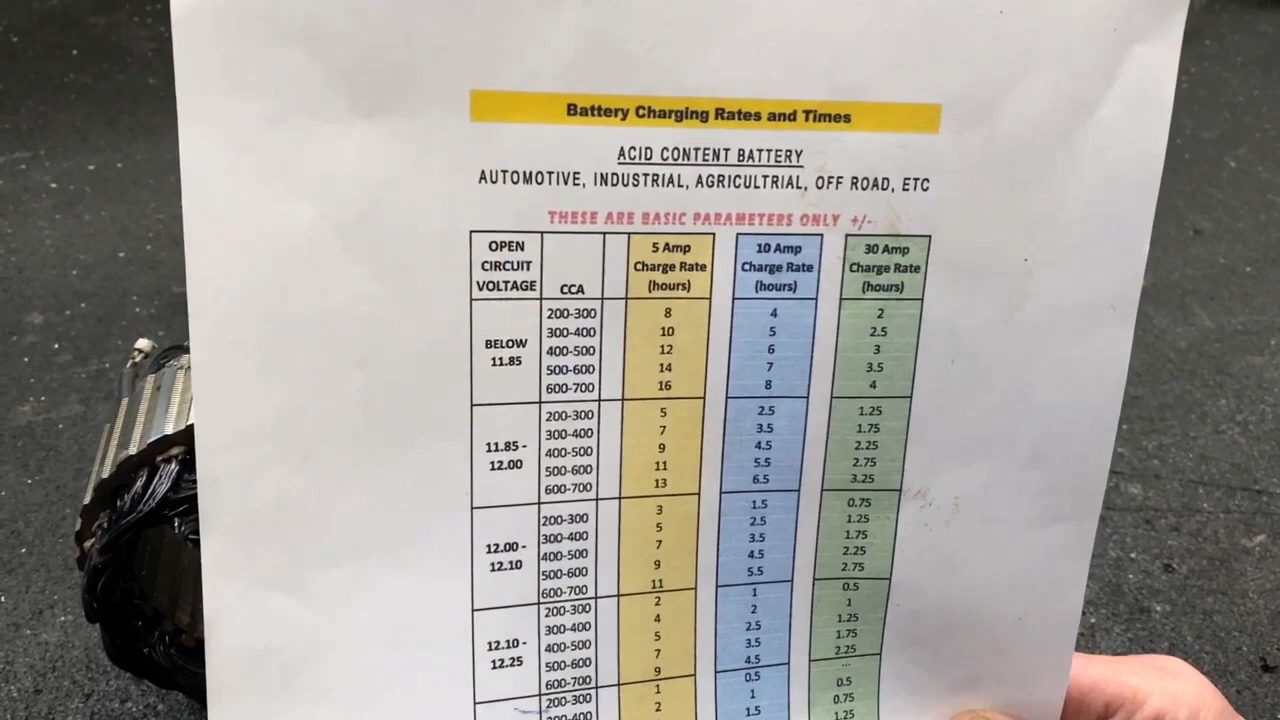 Battery Charging Rates and Times
ACID CONTENT BATTERY
AUTOMOTIVE, INDUSTRIAL, AGRICULTRIAL, OFF ROAD, ETC
THESE ARE BASIC PARAMETERS ONLY +/-
OPEN CIRCUIT VOLTAGE CCA 5 Amp Charge Rate (hours) 10 Amp Charge Rate (hours) 30 Amp Charge Rate (hours)
BELOW 11.85
200-300 8 4 2
300-400 10 5 2.5
400-500 12 6 3
500-600 14 7 3.5
600-700 16 8 4
11.85 - 12.00
200-300 5 2.5 1.25
300-400 7 3.5 1.75
400-500 9 4.5 2.25
500-600 11 5.5 2.75
600-700 13 6.5 3.25
12.00 - 12.10
200-300 3 1.5 0.75
300-400 5 2.5 1.25
400-500 7 3.5 1.75
500-600 9 4.5 2.25
600-700 11 5.5 2.75
12.10 - 12.25
200-300 2 1 0.5
300-400 4 2 1
400-500 5 2.5 1.25
500-600 7 3.5 1.75
600-700 9 4.5 2.25
200-300 1 0.5 ...
2 1 0.5
1.5 0.75
1.25